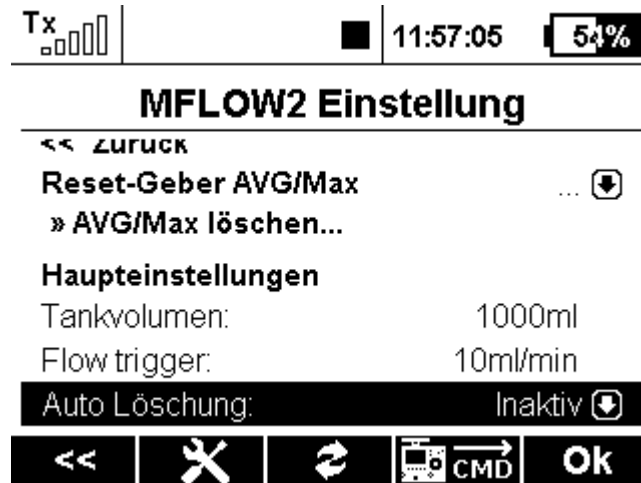 Tx 11:57:05 54%
MFLOW2 Einstellung
<< Zurück
Reset-Geber AVG/Max ...
» AVG/Max löschen...
Haupteinstellungen
Tankvolumen: 1000ml
Flow trigger: 10ml/min
Auto Löschung: Inaktiv
<< CMD Ok